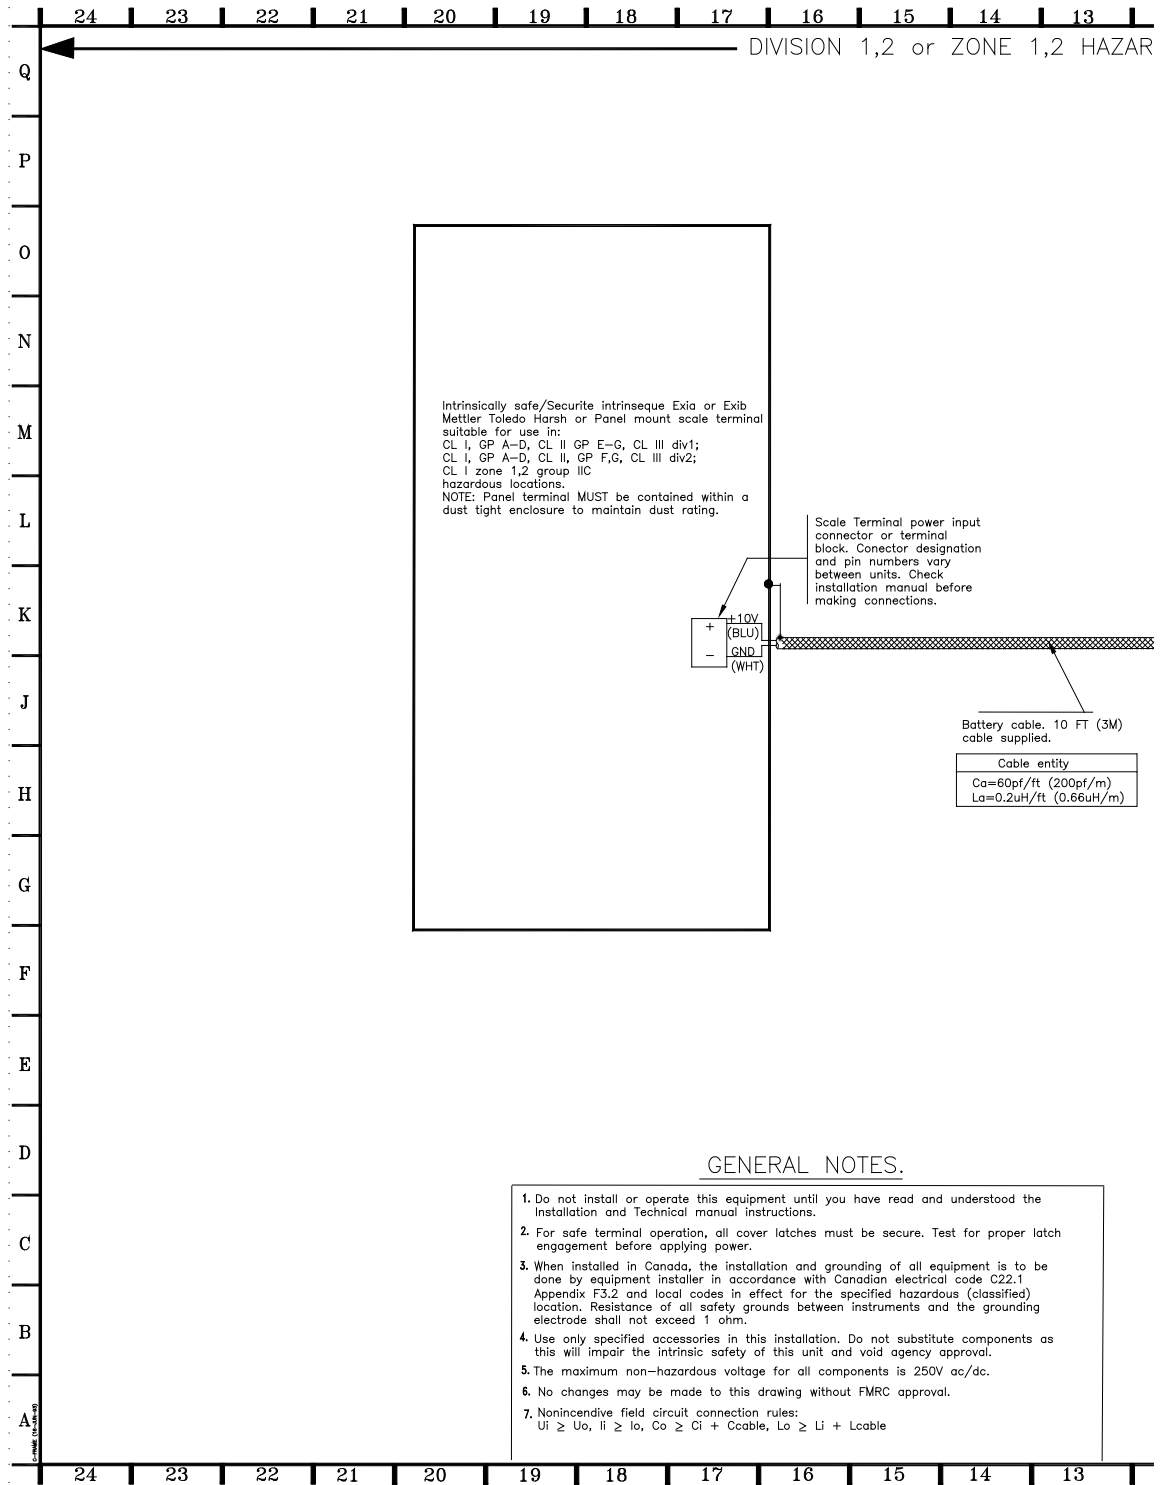 24 23 22 21 20 19 18 17 16 15 14 13
DIVISION 1,2 or ZONE 1,2 HAZAR
Q
P
O
N
M
L
K
J
H
G
F
E
D
C
B
A
Intrinsically safe/Securite intrinseque Exia or Exib
Mettler Toledo Harsh or Panel mount scale terminal
suitable for use in:
CL I, GP A-D, CL II GP E-G, CL III div1;
CL I, GP A-D, CL II, GP F,G, CL III div2;
CL I zone 1,2 group IIC
hazardous locations.
NOTE: Panel terminal MUST be contained within a
dust tight enclosure to maintain dust rating.
Scale Terminal power input
connector or terminal
block. Conector designation
and pin numbers vary
between units. Check
installation manual before
making connections.
+ +10V
(BLU)
- GND
(WHT)
Battery cable. 10 FT (3M)
cable supplied.
Cable entity
Ca=60pf/ft (200pf/m)
La=0.2uH/ft (0.66uH/m)
GENERAL NOTES.
1. Do not install or operate this equipment until you have read and understood the
Installation and Technical manual instructions.
2. For safe terminal operation, all cover latches must be secure. Test for proper latch
engagement before applying power.
3. When installed in Canada, the installation and grounding of all equipment is to be
done by equipment installer in accordance with Canadian electrical code C22.1
Appendix F3.2 and local codes in effect for the specified hazardous (classified)
location. Resistance of all safety grounds between instruments and the grounding
electrode shall not exceed 1 ohm.
4. Use only specified accessories in this installation. Do not substitute components as
this will impair the intrinsic safety of this unit and void agency approval.
5. The maximum non-hazardous voltage for all components is 250V ac/dc.
6. No changes may be made to this drawing without FMRC approval.
7. Nonincendive field circuit connection rules:
Ui ≥ Uo, Ii ≥ Io, Co ≥ Ci + Ccable, Lo ≥ Li + Lcable
24 23 22 21 20 19 18 17 16 15 14 13